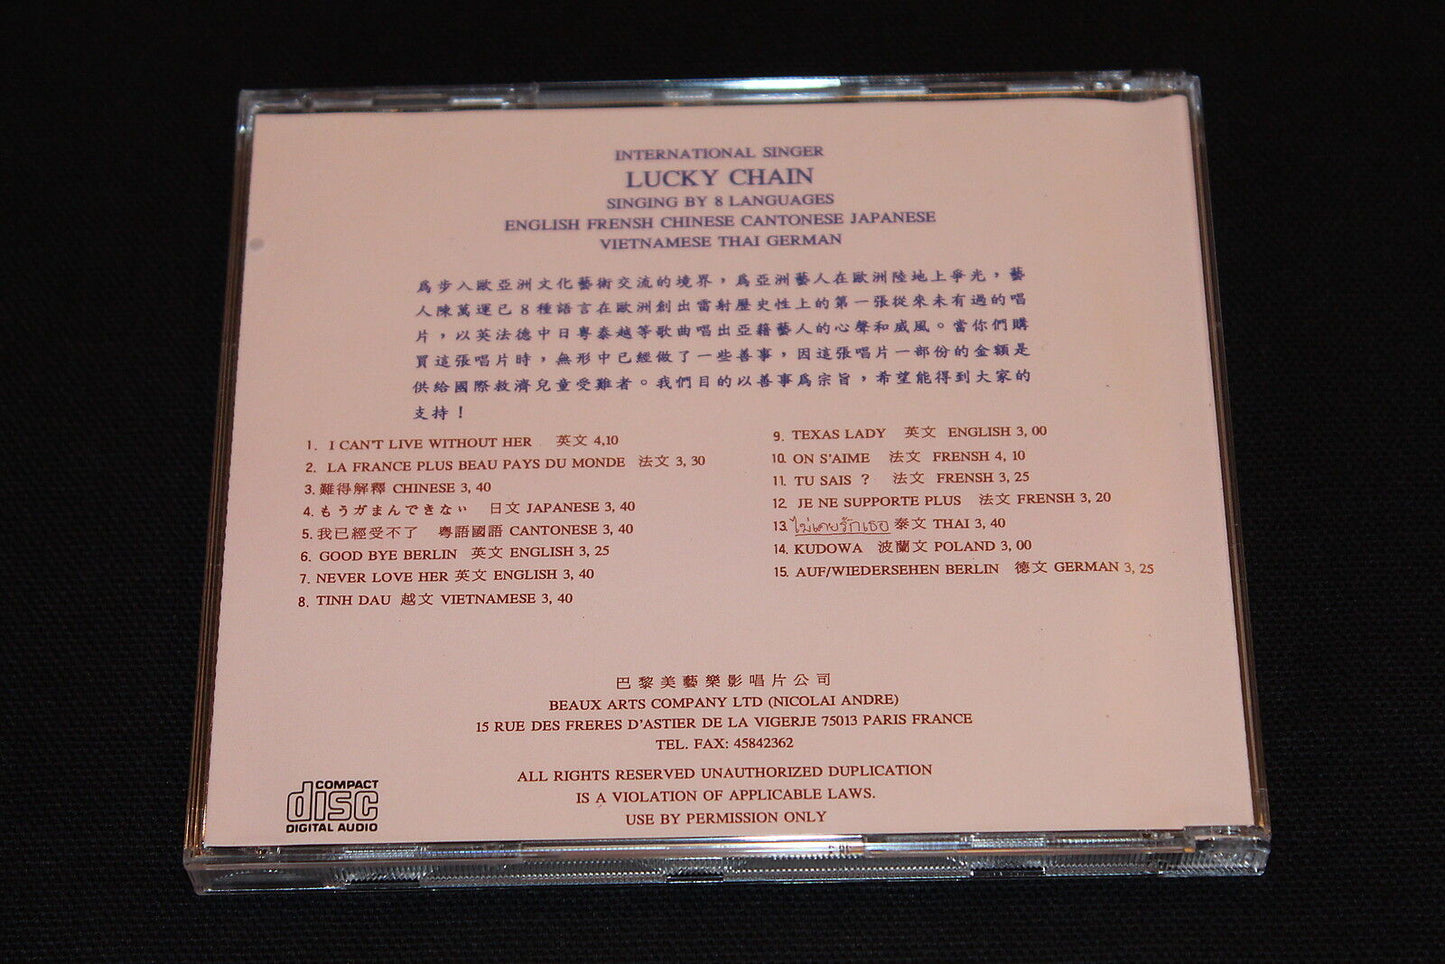 INTERNATIONAL SINGER
LUCKY CHAIN
SINGING BY 8 LANGUAGES
ENGLISH FRENSH CHINESE CANTONESE JAPANESE
VIETNAMESE THAI GERMAN
爲步入歐亞洲文化藝術交流的境界，爲亞洲藝人在歐洲陸地上爭光，藝
人陳萬運已8種語言在歐洲創出雷射歷史性上的第一張從來未有過的唱
片，以英法德中日粵泰越等歌曲唱出亞籍藝人的心聲和威風。當你們購
買這張唱片時，無形中已經做了一些善事，因這張唱片一部份的金額是
供給國際救濟兒童受難者。我們目的以善事爲宗旨，希望能得到大家的
支持！
1. I CAN'T LIVE WITHOUT HER 英文 4,10
2. LA FRANCE PLUS BEAU PAYS DU MONDE 法文 3, 30
3. 難得解釋 CHINESE 3, 40
4. もうガまんできない 日文 JAPANESE 3, 40
5. 我已經受不了 粵語國語 CANTONESE 3, 40
6. GOOD BYE BERLIN 英文 ENGLISH 3, 25
7. NEVER LOVE HER 英文 ENGLISH 3, 40
8. TINH DAU 越文 VIETNAMESE 3, 40
9. TEXAS LADY 英文 ENGLISH 3, 00
10. ON S'AIME 法文 FRENSH 4, 10
11. TU SAIS ? 法文 FRENSH 3, 25
12. JE NE SUPPORTE PLUS 法文 FRENSH 3, 20
13. ไม่เคยรักเธอ 泰文 THAI 3, 40
14. KUDOWA 波蘭文 POLAND 3, 00
15. AUF/WIEDERSEHEN BERLIN 德文 GERMAN 3, 25
巴黎美藝樂影唱片公司
BEAUX ARTS COMPANY LTD (NICOLAI ANDRE)
15 RUE DES FRERES D'ASTIER DE LA VIGERJE 75013 PARIS FRANCE
TEL. FAX: 45842362
ALL RIGHTS RESERVED UNAUTHORIZED DUPLICATION
IS A VIOLATION OF APPLICABLE LAWS.
USE BY PERMISSION ONLY
COMPACT
disc
DIGITAL AUDIO